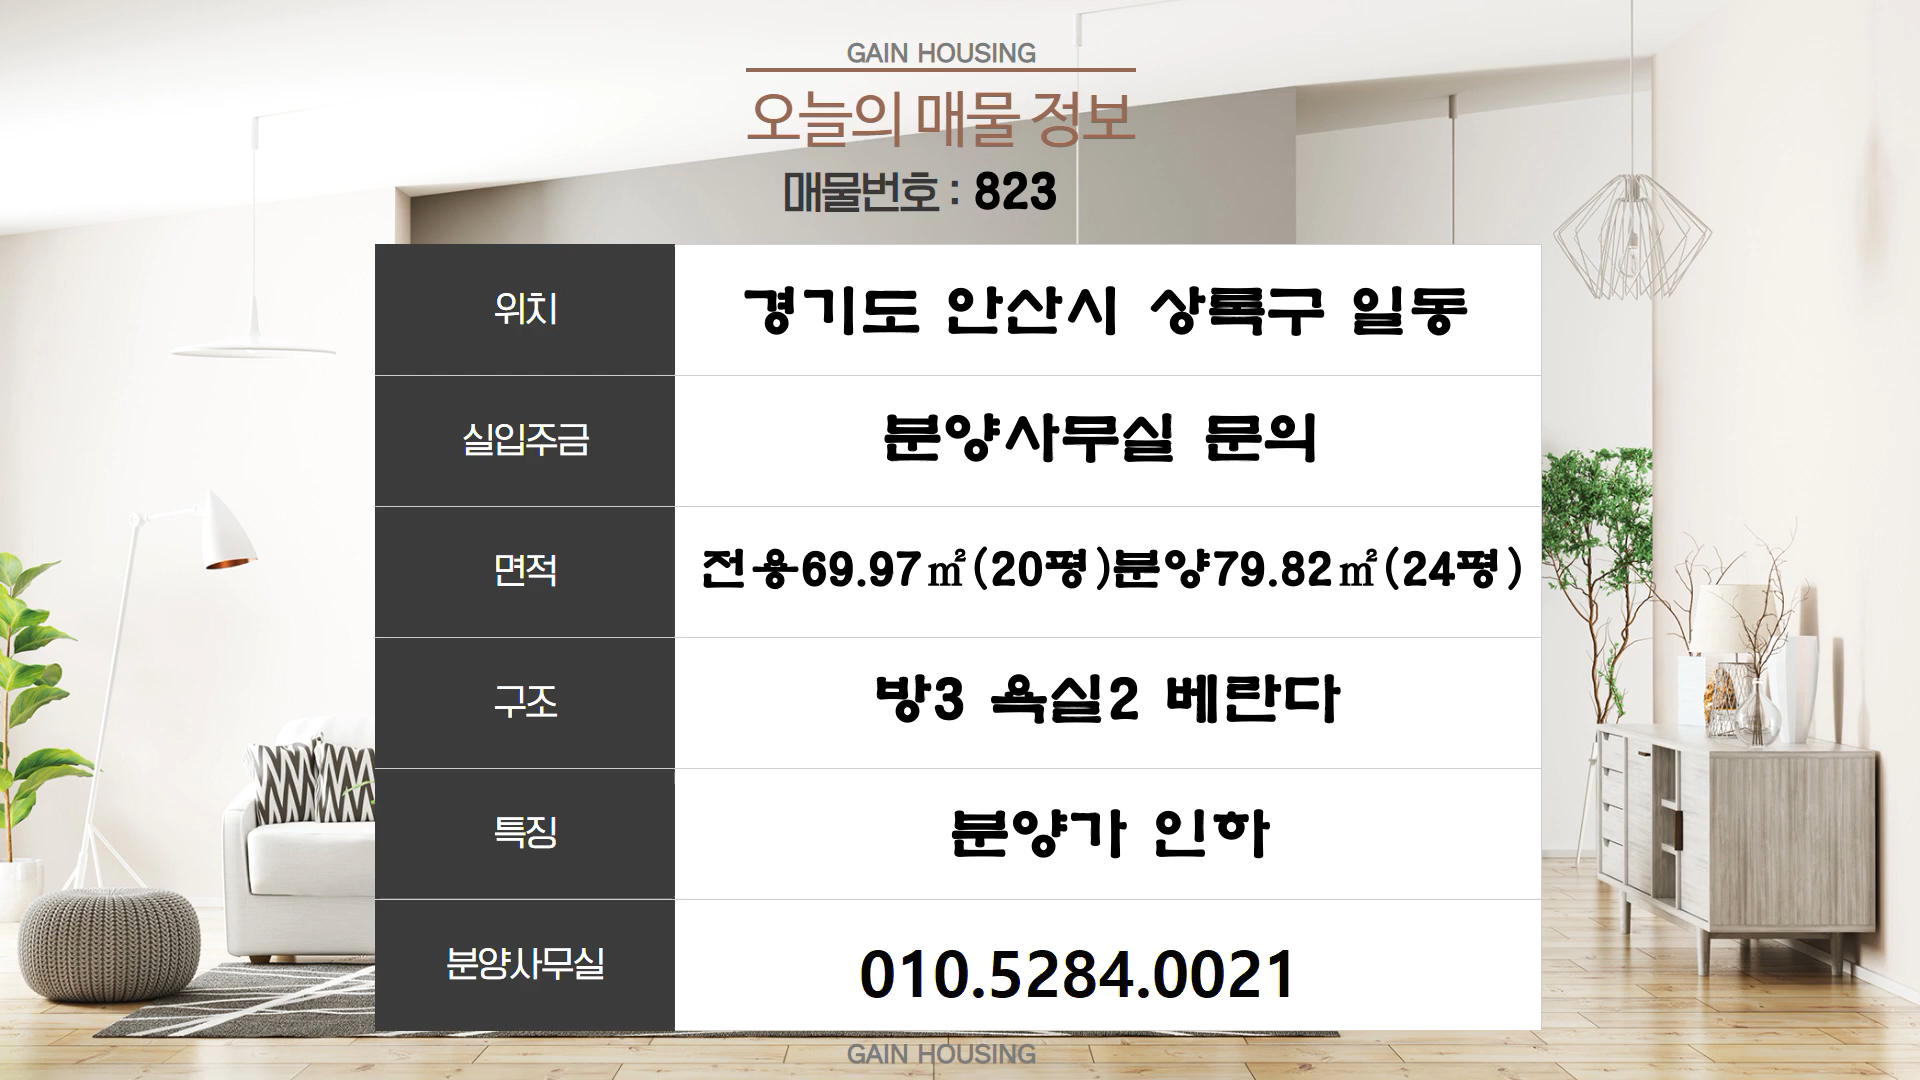 GAIN HOUSING
오늘의 매물 정보
매물번호 : 823
위치
경기도 안산시 상록구 일동
실입주금
분양사무실 문의
면적
전용69.97㎡(20평)분양79.82㎡(24평)
구조
방3 욕실2 베란다
특징
분양가 인하
분양사무실
010.5284.0021
GAIN HOUSING